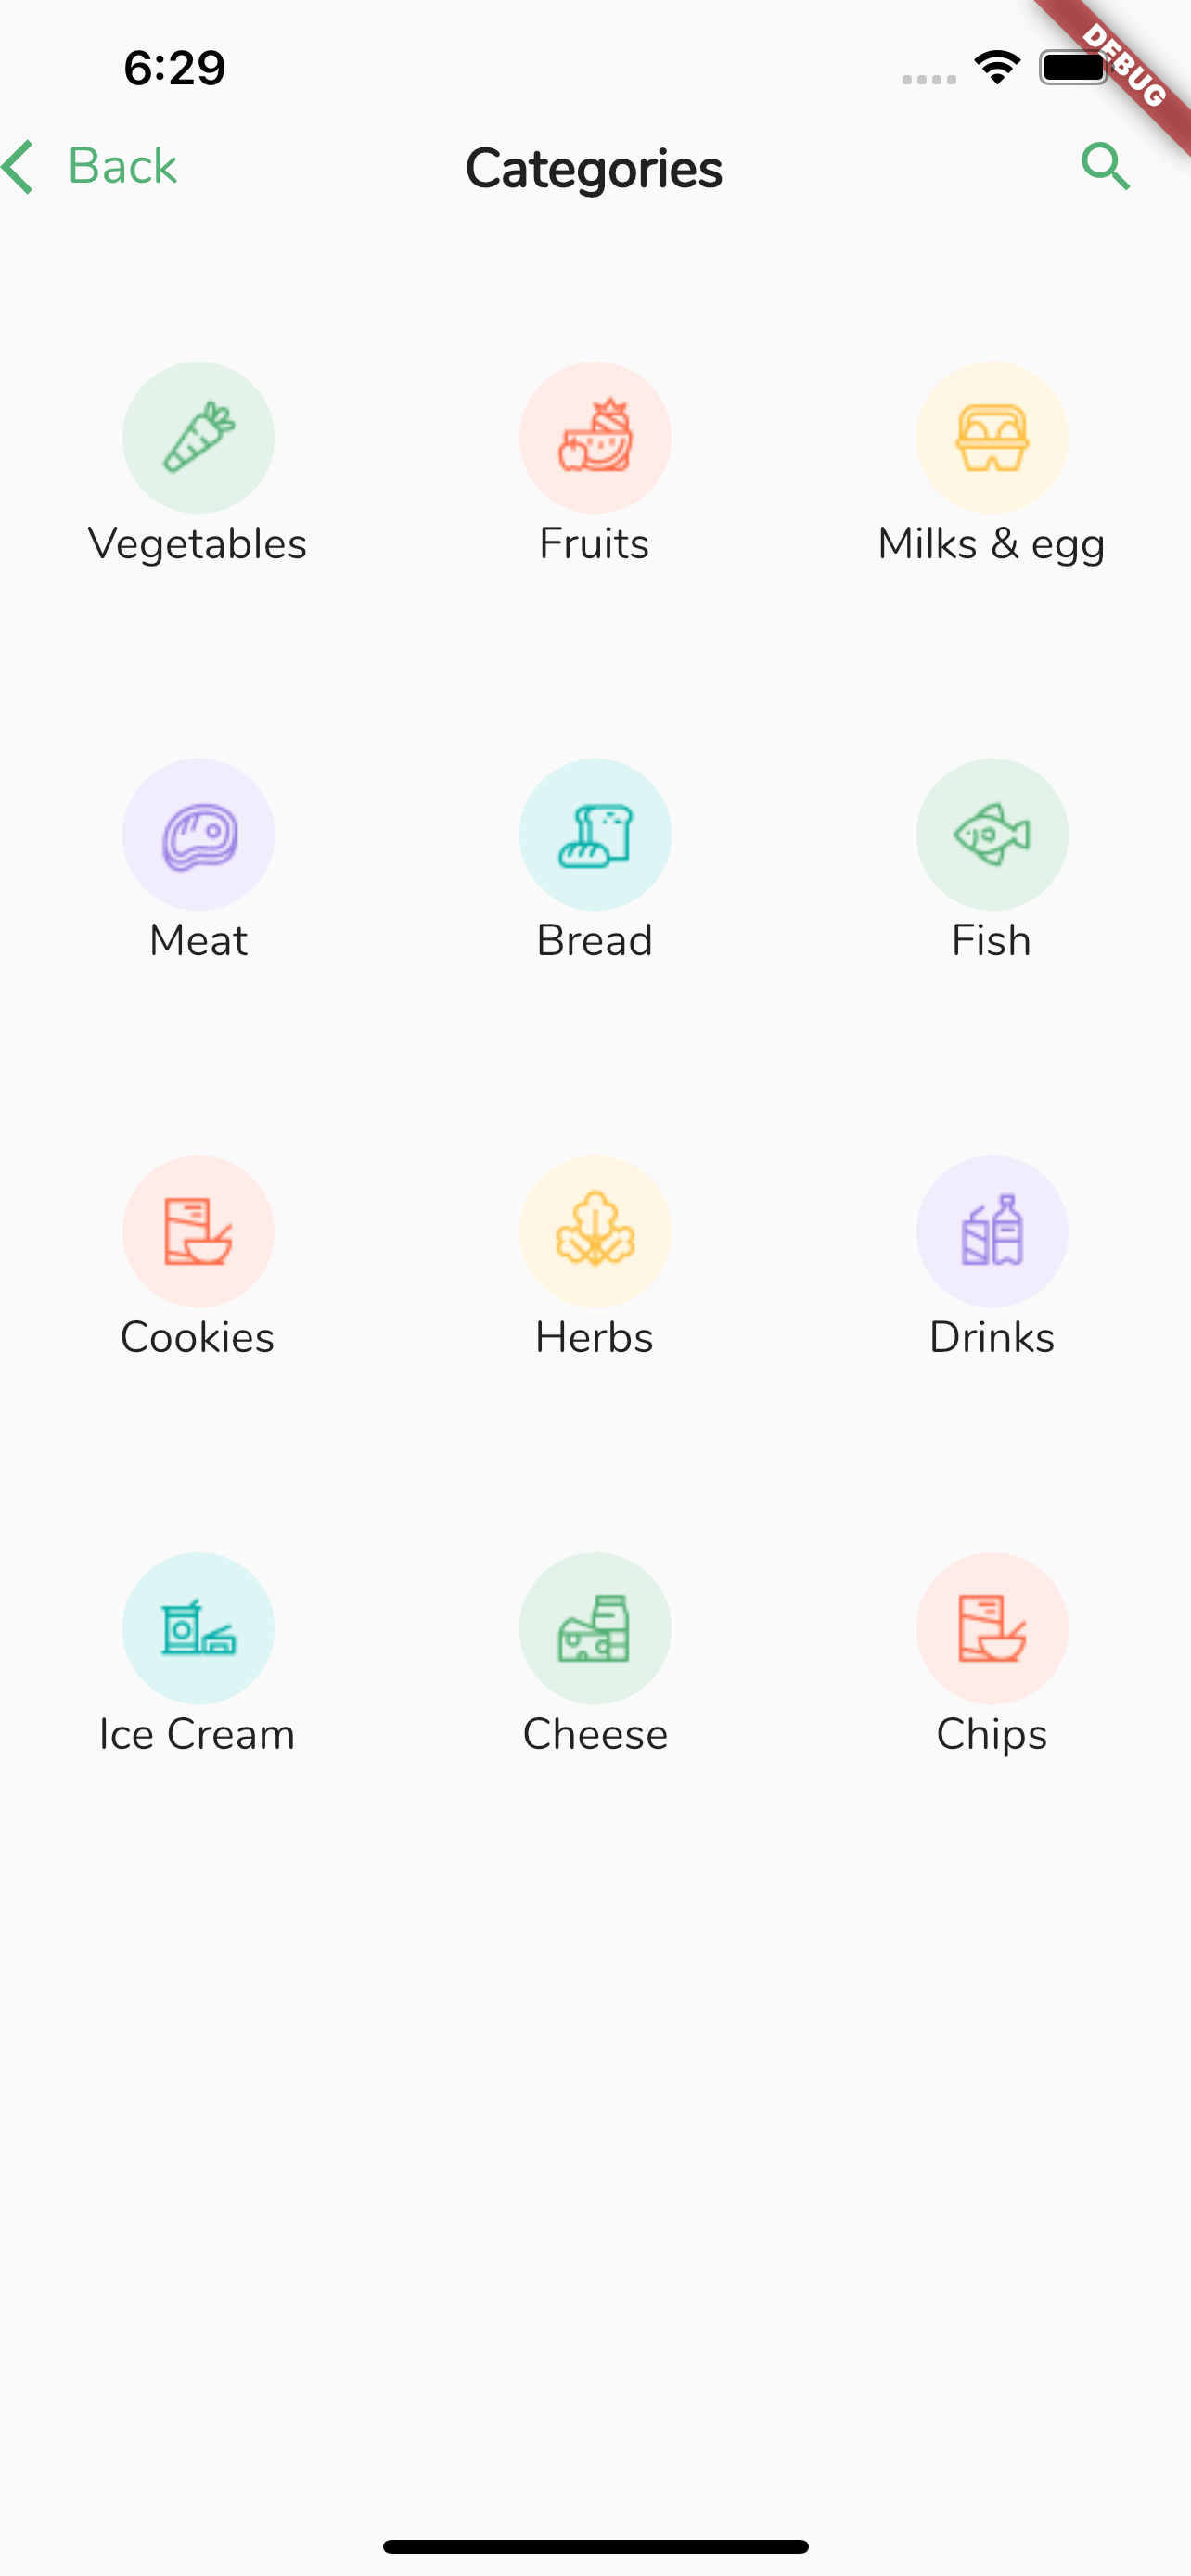 6:29
DEBUG
Back
Categories
Vegetables
Fruits
Milks & egg
Meat
Bread
Fish
Cookies
Herbs
Drinks
Ice Cream
Cheese
Chips